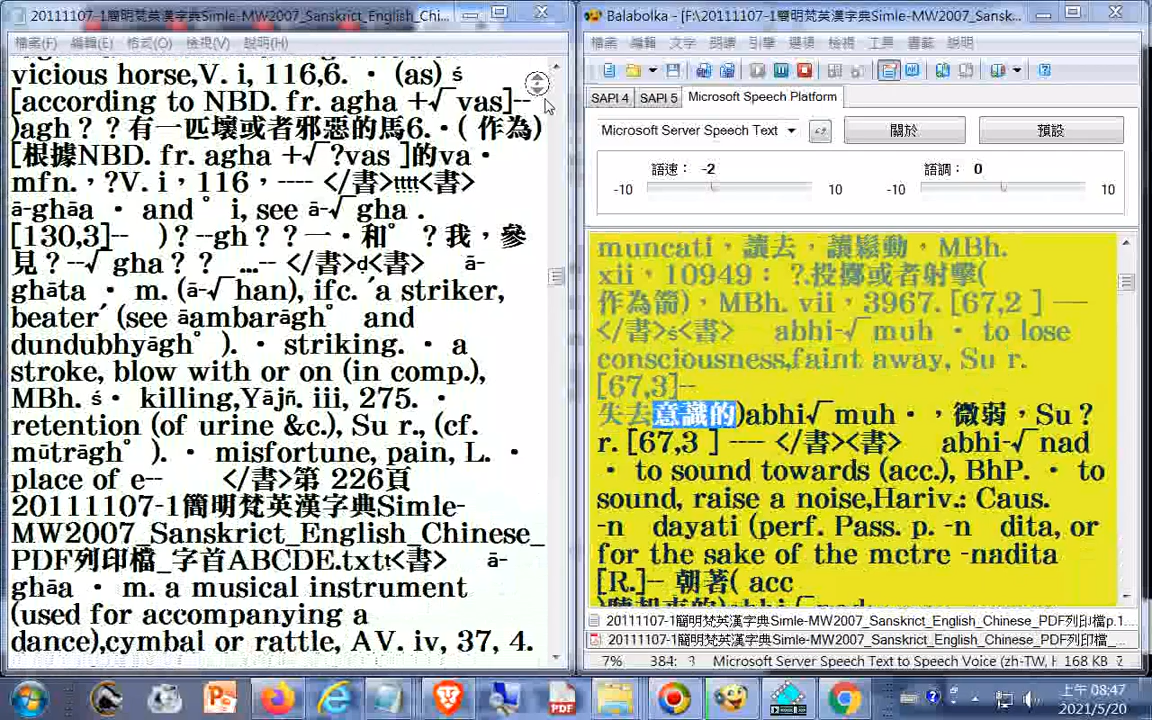 20111107-1簡明梵英漢字典Simle-MW2007_Sanskrict_English_Chi...
檔案(F) 編輯(E) 格式(O) 檢視(V) 說明(H)
vicious horse,V. i, 116,6. • (as) ś
[according to NBD. fr. agha +√vas]--
)agh？？有一匹壞或者邪惡的馬6.•( 作為)
[根據NBD. fr. agha +√ ?vas ]的va•
mfn.，?V. i，116，---- </書>tttt<書>
ā-ghāa • and ° i, see ā-√gha .
[130,3]-- )？--gh？？一•和° ？我，參
見？--√gha？？ ...-- </書>ḍ<書> ā-
ghāta • m. (ā-√han), ifc. ´a striker,
beater´ (see āambarāgh° and
dundubhyāgh° ). • striking. • a
stroke, blow with or on (in comp.),
MBh. ś• killing,Yājñ. iii, 275. •
retention (of urine &c.), Su r., (cf.
mūtrāgh° ). • misfortune, pain, L. •
place of e-- </書>第 226頁
20111107-1簡明梵英漢字典Simle-
MW2007_Sanskrict_English_Chinese_
PDF列印檔_字首ABCDE.txtt<書> ā-
ghāa • m. a musical instrument
(used for accompanying a
dance),cymbal or rattle, AV. iv, 37, 4.
Balabolka - [F:\20111107-1簡明梵英漢字典Simle-MW2007_Sansk...
檔案 編輯 文字 朗讀 引擎 選項 檢視 工具 書籤 說明
SAPI 4 SAPI 5 Microsoft Speech Platform
Microsoft Server Speech Text 關於 預設
語速： -2 語調： 0
-10 10 -10 10
muncati，讓去，讓鬆動，MBh.
xii，10949： ？.投擲或者射擊(
作為箭)，MBh. vii，3967. [67,2 ] ----
</書>ś<書> abhi-√muh • to lose
consciousness,faint away, Su r.
[67,3]--
失去意識的)abhi√muh•，微弱，Su？
r. [67,3 ] ---- </書><書> abhi-√nad
• to sound towards (acc.), BhP. • to
sound, raise a noise,Hariv.: Caus.
-n dayati (perf. Pass. p. -n dita, or
for the sake of the metre -nadita
[R.]-- 朝著( acc
20111107-1簡明梵英漢字典Simle-MW2007_Sanskrict_English_Chinese_PDF列印檔p.1...
20111107-1簡明梵英漢字典Simle-MW2007_Sanskrict_English_Chinese_PDF列印檔_...
7% 384: 3 Microsoft Server Speech Text to Speech Voice (zh-TW, H 168 KB
上午 08:47
2021/5/20